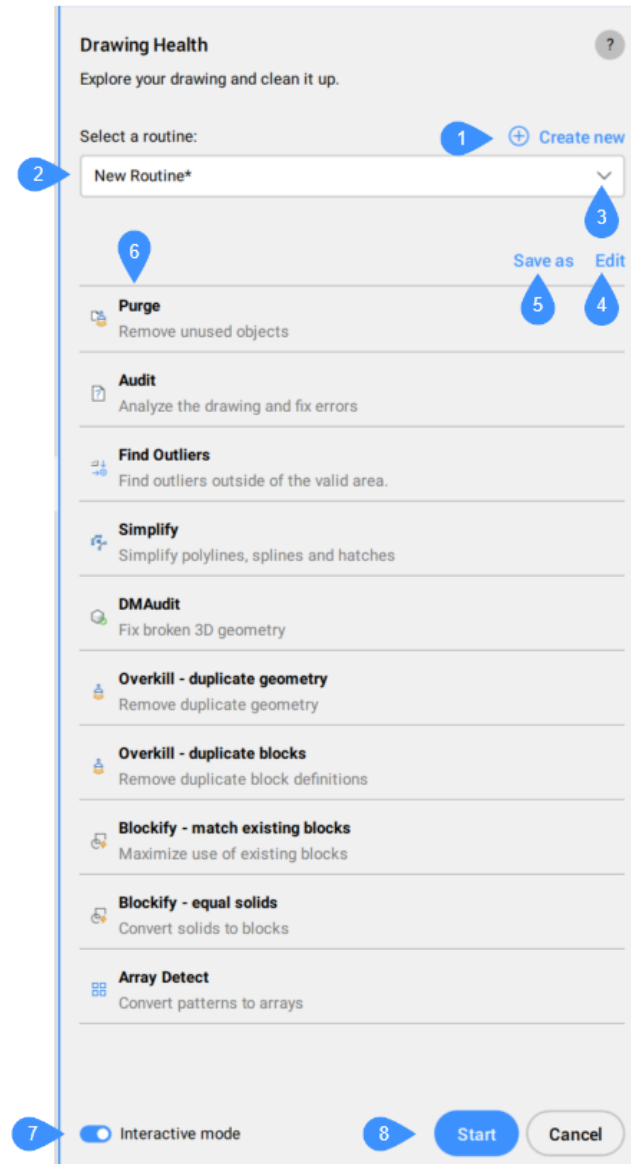 Drawing Health
?
Explore your drawing and clean it up.
Select a routine:
1
Create new
2
New Routine*
3
6
Save as
Edit
5
4
Purge
Remove unused objects
Audit
Analyze the drawing and fix errors
Find Outliers
Find outliers outside of the valid area.
Simplify
Simplify polylines, splines and hatches
DMAudit
Fix broken 3D geometry
Overkill - duplicate geometry
Remove duplicate geometry
Overkill - duplicate blocks
Remove duplicate block definitions
Blockify - match existing blocks
Maximize use of existing blocks
Blockify - equal solids
Convert solids to blocks
Array Detect
Convert patterns to arrays
7
Interactive mode
8
Start
Cancel